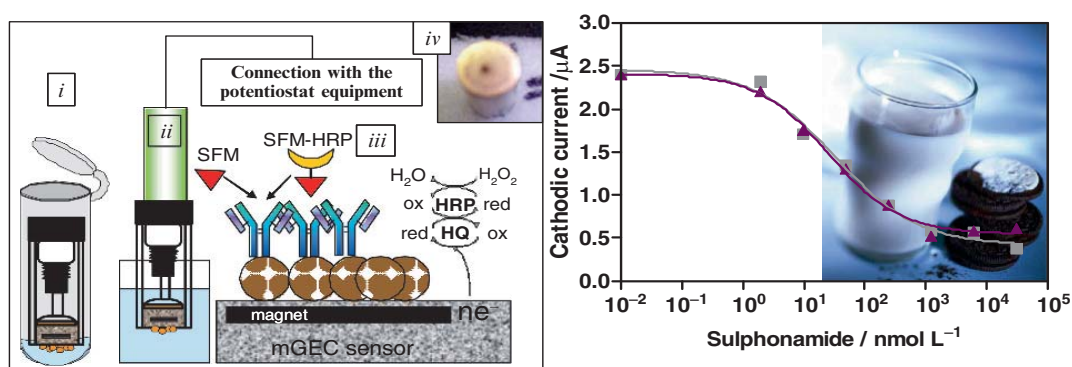 i
ii
Connection with the
potentiostat equipment
iv
SFM
SFM-HRP
iii
H₂O
H₂O₂
ox HRP red
red HQ ox
magnet
ne⁻
mGEC sensor
Cathodic current /μA
3.0
2.5
2.0
1.5
1.0
0.5
0.0
10⁻² 10⁻¹ 10⁰ 10¹ 10² 10³ 10⁴ 10⁵
Sulphonamide / nmol L⁻¹